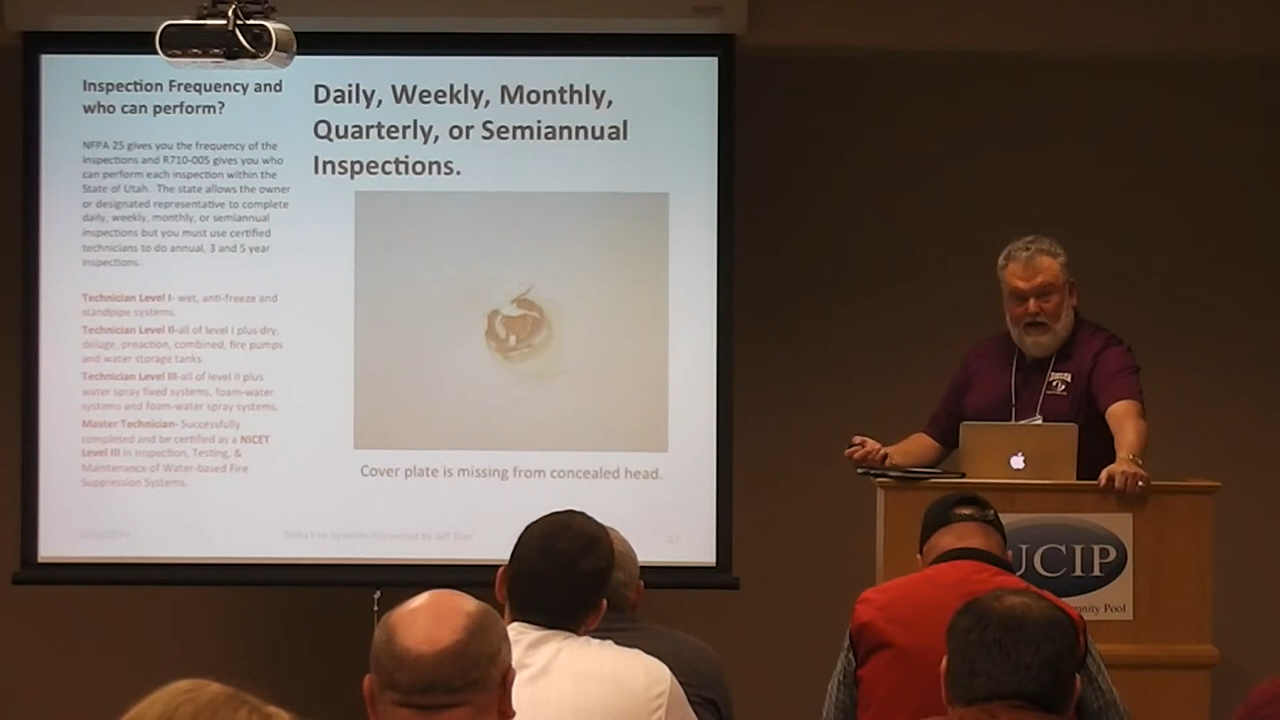 Inspection Frequency and
who can perform?
NFPA 25 gives you the frequency of the
inspections and R710-005 gives you who
can perform each inspection within the
State of Utah. The state allows the owner
or designated representative to complete
daily, weekly, monthly, or semiannual
inspections but you must use certified
technicians to do annual, 3 and 5 year
inspections.
Technician Level I- wet, anti-freeze and
standpipe systems.
Technician Level II-all of level I plus dry,
deluge, preaction, combined, fire pumps
and water storage tanks.
Technician Level III-all of level II plus
water spray fixed systems, foam-water
systems and foam-water spray systems.
Master Technician- Successfully
completed and be certified as a NICET
Level III in Inspection, Testing, &
Maintenance of Water-based Fire
Suppression Systems.
Daily, Weekly, Monthly,
Quarterly, or Semiannual
Inspections.
Cover plate is missing from concealed head.
Delta Fire Systems-Presented by Jeff
UCIP
Pool